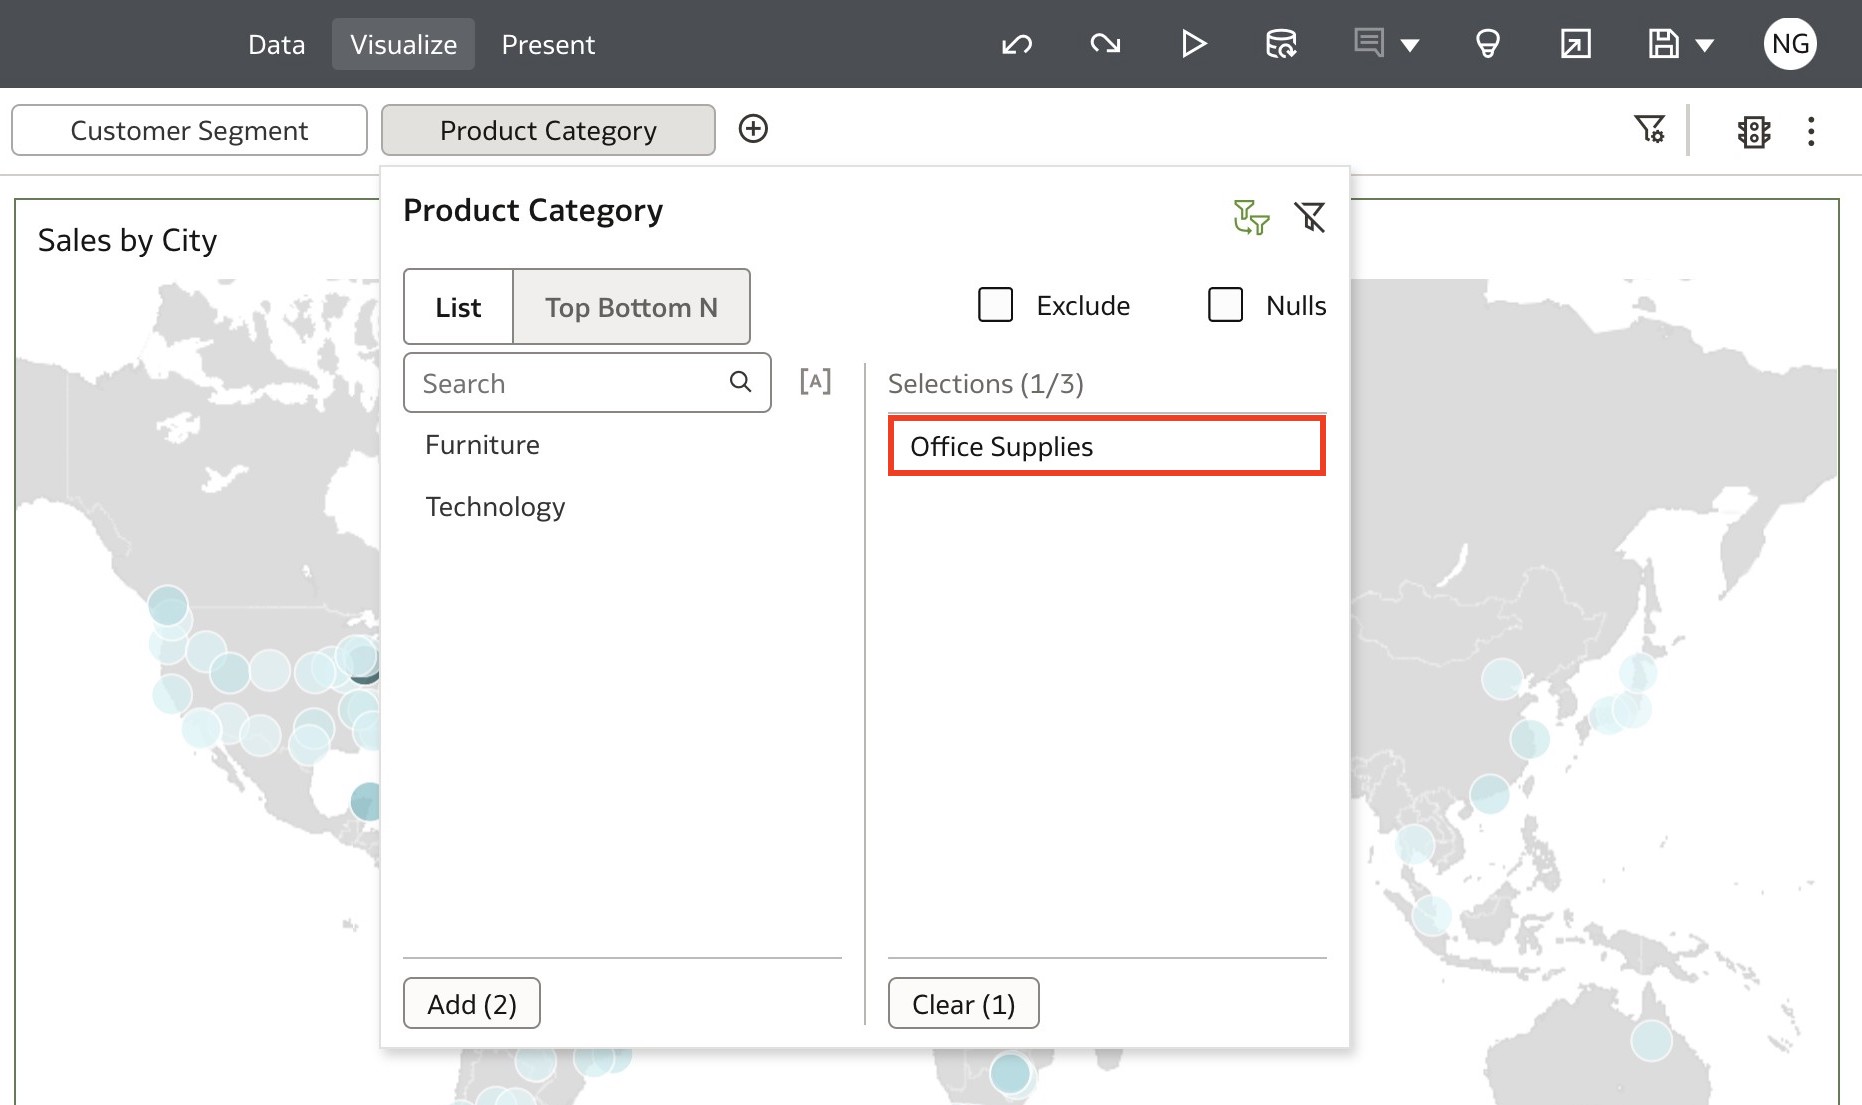 Data Visualize Present NG
Customer Segment Product Category
Product Category
Sales by City
List Top Bottom N Exclude Nulls
Search [A] Selections (1/3)
Furniture Office Supplies
Technology
Add (2) Clear (1)